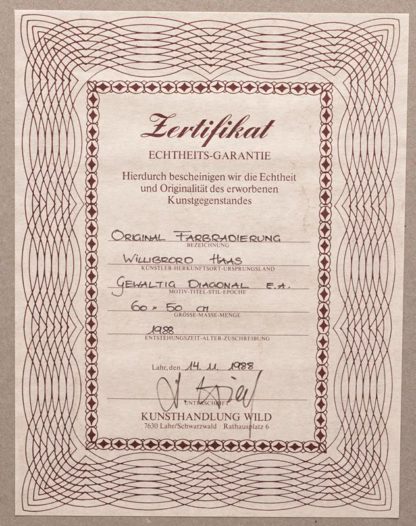 Zertifikat
ECHTHEITS-GARANTIE
Hierdurch bescheinigen wir die Echtheit
und Originalität des erworbenen
Kunstgegenstandes
ORIGINAL FARBRADIERUNG
BEZEICHNUNG
WILLIBRORD HAAS
KÜNSTLER-HERKUNFTSORT-URSPRUNGSLAND
GEWALTIG DIAGONAL E.A.
MOTIV-TITEL-STIL-EPOCHE
60 × 50 cm
GRÖSSE-MASSE-MENGE
1988
ENTSTEHUNGSZEIT-ALTER-ZUSCHREIBUNG
Lahr, den 14.11.1988
UNTERSCHRIFT
KUNSTHANDLUNG WILD
7630 Lahr/Schwarzwald Rathausplatz 6